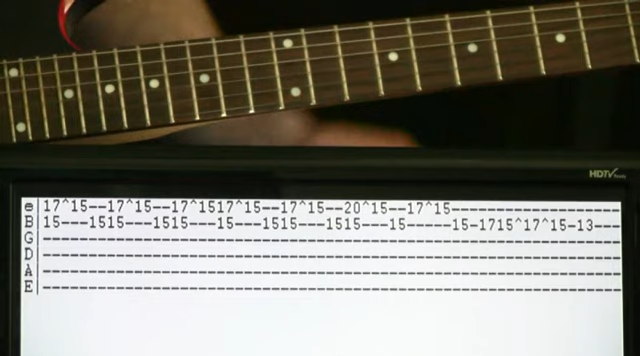 HDTV Ready
e|17^15--17^15--17^1517^15--17^15--20^15--17^15-----------------
B|15---1515---1515---15---1515---1515---15-----15-1715^17^15-13---
G|----------------------------------------------------------------
D|----------------------------------------------------------------
A|----------------------------------------------------------------
E|----------------------------------------------------------------